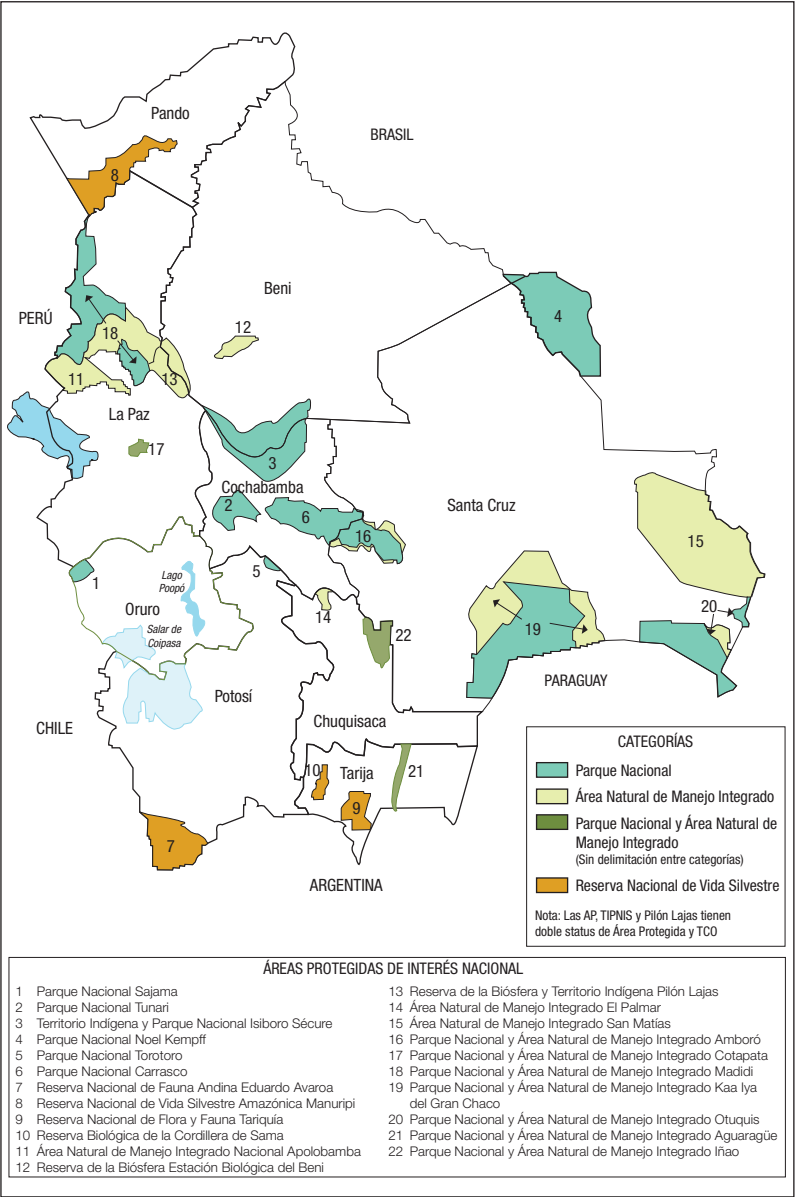 Pando
BRASIL
8
Beni
PERÚ
4
12
18
11
13
La Paz
17
3
Cochabamba
2
Santa Cruz
6
16
15
1
5
Lago
Poopó
Oruro
14
20
Salar de
Coipasa
22
19
PARAGUAY
Potosí
CHILE
Chuquisaca
10
Tarija
21
9
7
ARGENTINA
CATEGORÍAS
Parque Nacional
Área Natural de Manejo Integrado
Parque Nacional y Área Natural de
Manejo Integrado
(Sin delimitación entre categorías)
Reserva Nacional de Vida Silvestre
Nota: Las AP, TIPNIS y Pilón Lajas tienen
doble status de Área Protegida y TCO
ÁREAS PROTEGIDAS DE INTERÉS NACIONAL
1 Parque Nacional Sajama
2 Parque Nacional Tunari
3 Territorio Indígena y Parque Nacional Isiboro Sécure
4 Parque Nacional Noel Kempff
5 Parque Nacional Torotoro
6 Parque Nacional Carrasco
7 Reserva Nacional de Fauna Andina Eduardo Avaroa
8 Reserva Nacional de Vida Silvestre Amazónica Manuripi
9 Reserva Nacional de Flora y Fauna Tariquía
10 Reserva Biológica de la Cordillera de Sama
11 Área Natural de Manejo Integrado Nacional Apolobamba
12 Reserva de la Biósfera Estación Biológica del Beni
13 Reserva de la Biósfera y Territorio Indígena Pilón Lajas
14 Área Natural de Manejo Integrado El Palmar
15 Área Natural de Manejo Integrado San Matías
16 Parque Nacional y Área Natural de Manejo Integrado Amboró
17 Parque Nacional y Área Natural de Manejo Integrado Cotapata
18 Parque Nacional y Área Natural de Manejo Integrado Madidi
19 Parque Nacional y Área Natural de Manejo Integrado Kaa Iya
del Gran Chaco
20 Parque Nacional y Área Natural de Manejo Integrado Otuquis
21 Parque Nacional y Área Natural de Manejo Integrado Aguaragüe
22 Parque Nacional y Área Natural de Manejo Integrado Iñao